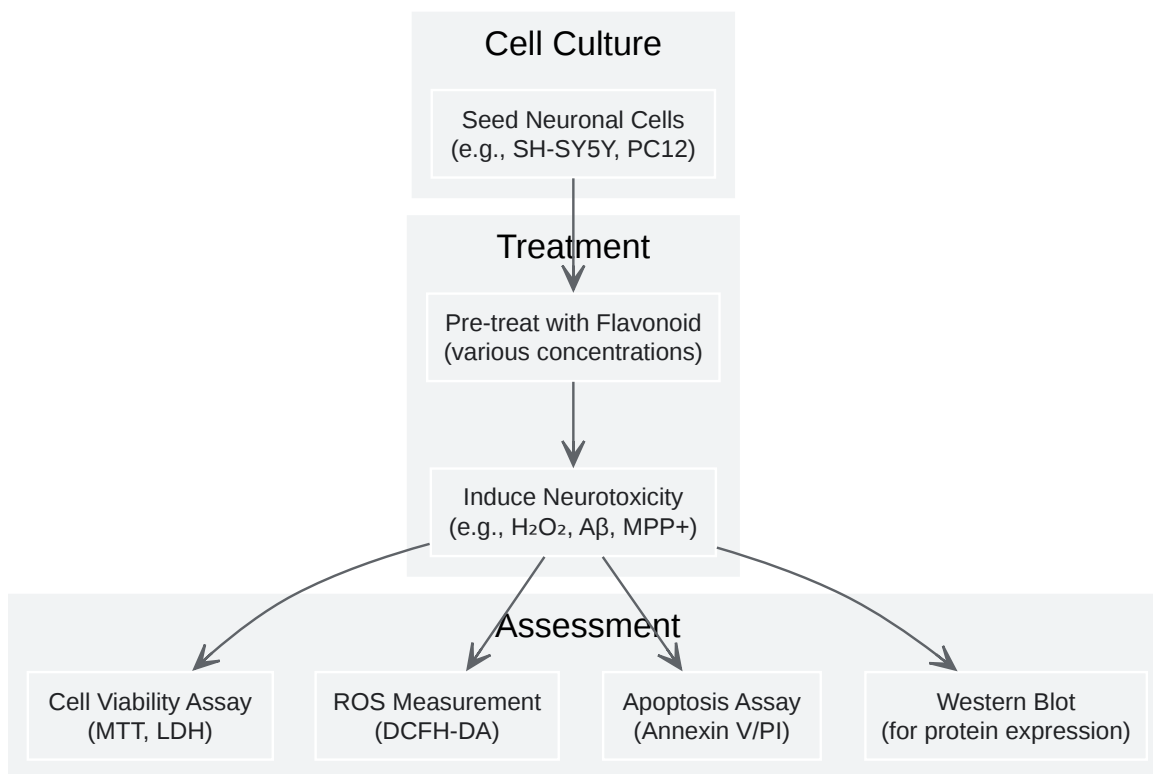 Cell Culture
Seed Neuronal Cells
(e.g., SH-SY5Y, PC12)
Treatment
Pre-treat with Flavonoid
(various concentrations)
Induce Neurotoxicity
(e.g., H₂O₂, Aβ, MPP+)
Assessment
Cell Viability Assay
(MTT, LDH)
ROS Measurement
(DCFH-DA)
Apoptosis Assay
(Annexin V/PI)
Western Blot
(for protein expression)